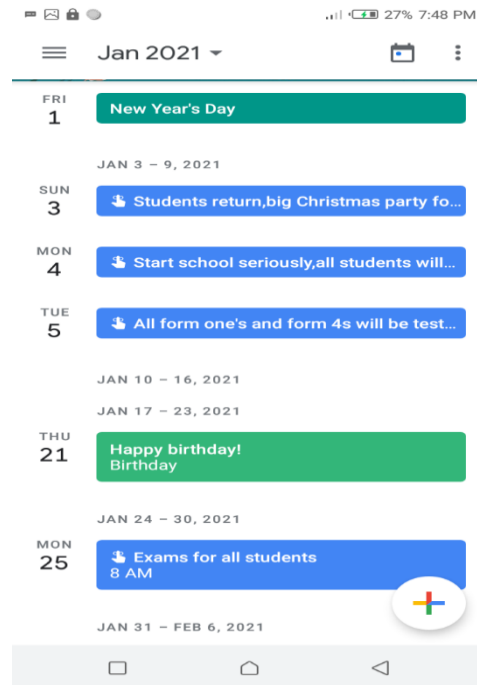 27% 7:48 PM
Jan 2021
FRI
1
New Year's Day
JAN 3 – 9, 2021
SUN
3
Students return,big Christmas party fo...
MON
4
Start school seriously,all students will...
TUE
5
All form one's and form 4s will be test...
JAN 10 – 16, 2021
JAN 17 – 23, 2021
THU
21
Happy birthday!
Birthday
JAN 24 – 30, 2021
MON
25
Exams for all students
8 AM
JAN 31 – FEB 6, 2021